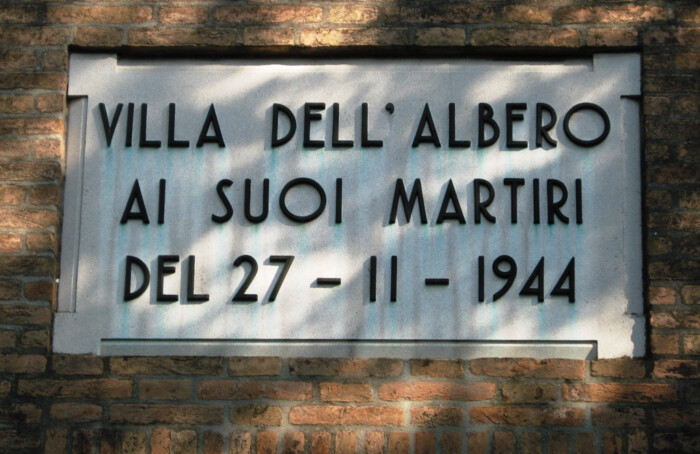 VILLA DELL'ALBERO
AI SUOI MARTIRI
DEL 27 - 11 - 1944